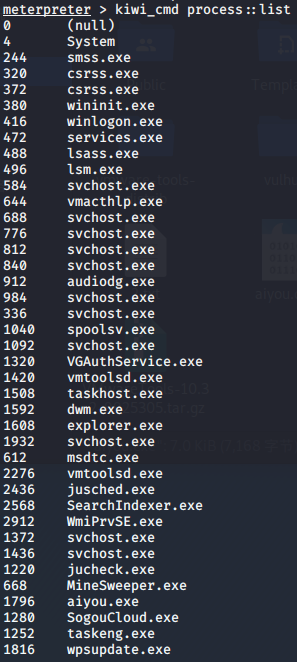 meterpreter > kiwi_cmd process::list
0 (null)
4 System
244 smss.exe
320 csrss.exe
372 csrss.exe
380 wininit.exe
416 winlogon.exe
472 services.exe
488 lsass.exe
496 lsm.exe
584 svchost.exe
644 vmacthlp.exe
688 svchost.exe
776 svchost.exe
812 svchost.exe
840 svchost.exe
912 audiodg.exe
984 svchost.exe
336 svchost.exe
1040 spoolsv.exe
1092 svchost.exe
1320 VGAuthService.exe
1420 vmtoolsd.exe
1508 taskhost.exe
1592 dwm.exe
1608 explorer.exe
1932 svchost.exe
612 msdtc.exe
2276 vmtoolsd.exe
2436 jusched.exe
2568 SearchIndexer.exe
2912 WmiPrvSE.exe
1372 svchost.exe
1436 svchost.exe
1220 jucheck.exe
668 MineSweeper.exe
1796 aiyou.exe
1280 SogouCloud.exe
1252 taskeng.exe
1816 wpsupdate.exe